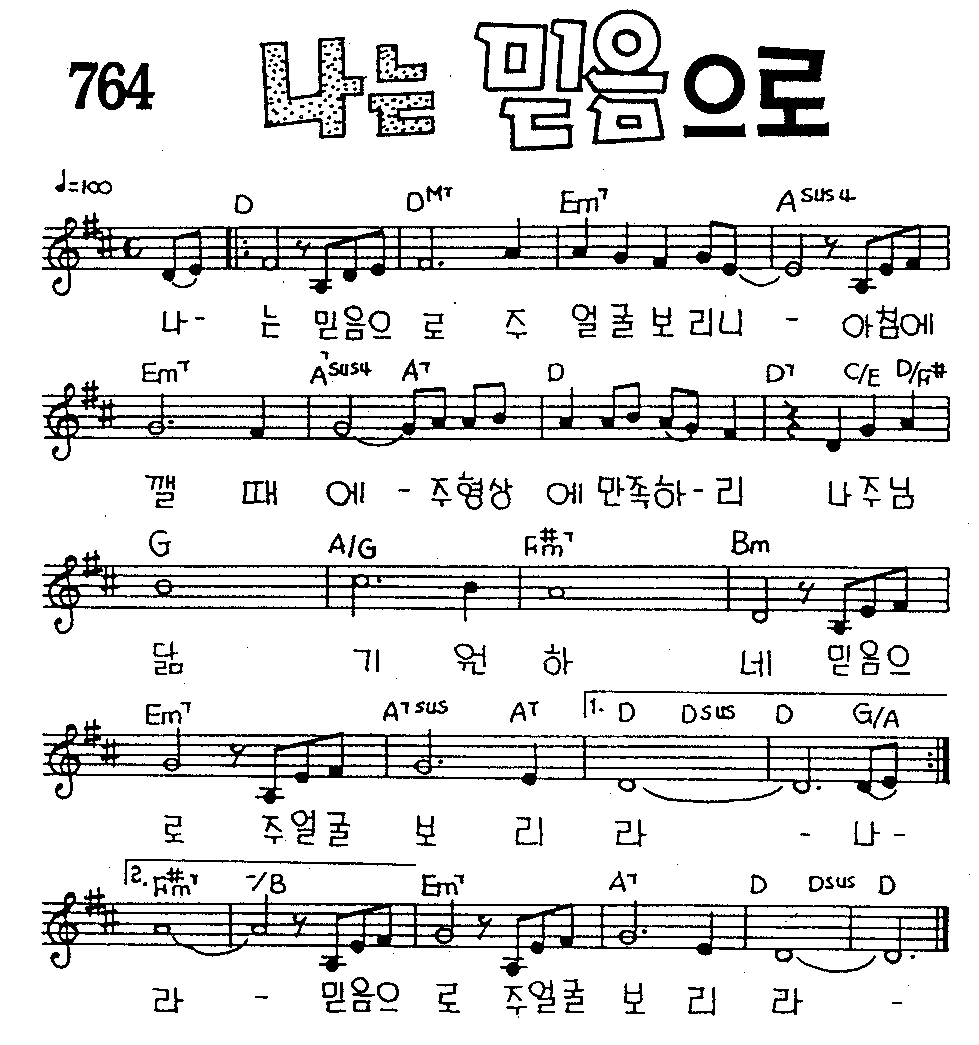 764 나는 믿음으로
♩=100
D DM7 Em7 Asus4
나- 는 믿음으 로 주 얼굴보리니 - 아침에
Em7 A7sus4 A7 D D7 C/E D/F#
깰 때 에 - 주형상 에 만족하-리 나주님
G A/G F#m7 Bm
닮 기 원 하 네 믿음으
Em7 A7sus A7 1. D Dsus D G/A
로 주얼굴 보 리 라 - 나-
2. F#m7 -/B Em7 A7 D Dsus D
라 - 믿음으 로 주얼굴 보 리 라 -